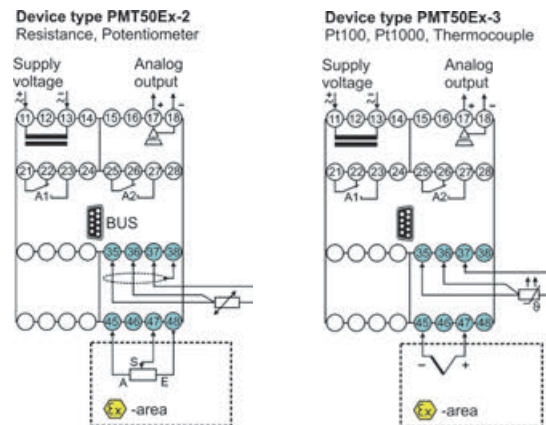 Device type PMT50Ex-2
Resistance, Potentiometer
Supply voltage
Analog output
+ −
+ −
11 12 13 14 15 16 17 18
21 22 23 24 25 26 27 28
A1 A2
BUS
35 36 37 38
45 46 47 48
S
A E
Ex -area
Device type PMT50Ex-3
Pt100, Pt1000, Thermocouple
Supply voltage
Analog output
+ −
+ −
11 12 13 14 15 16 17 18
21 22 23 24 25 26 27 28
A1 A2
35 36 37 38
ϑ
45 46 47 48
− +
Ex -area